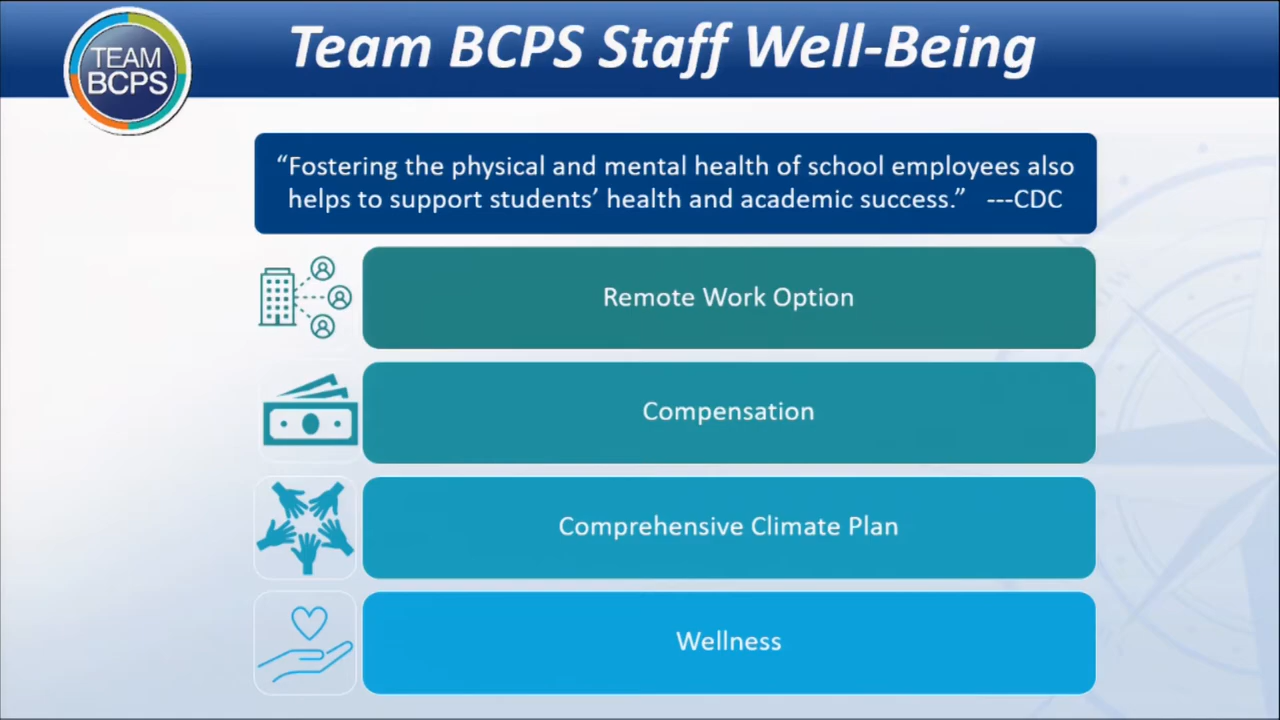 TEAM
BCPS
Team BCPS Staff Well-Being
“Fostering the physical and mental health of school employees also
helps to support students’ health and academic success.” ---CDC
Remote Work Option
Compensation
Comprehensive Climate Plan
Wellness